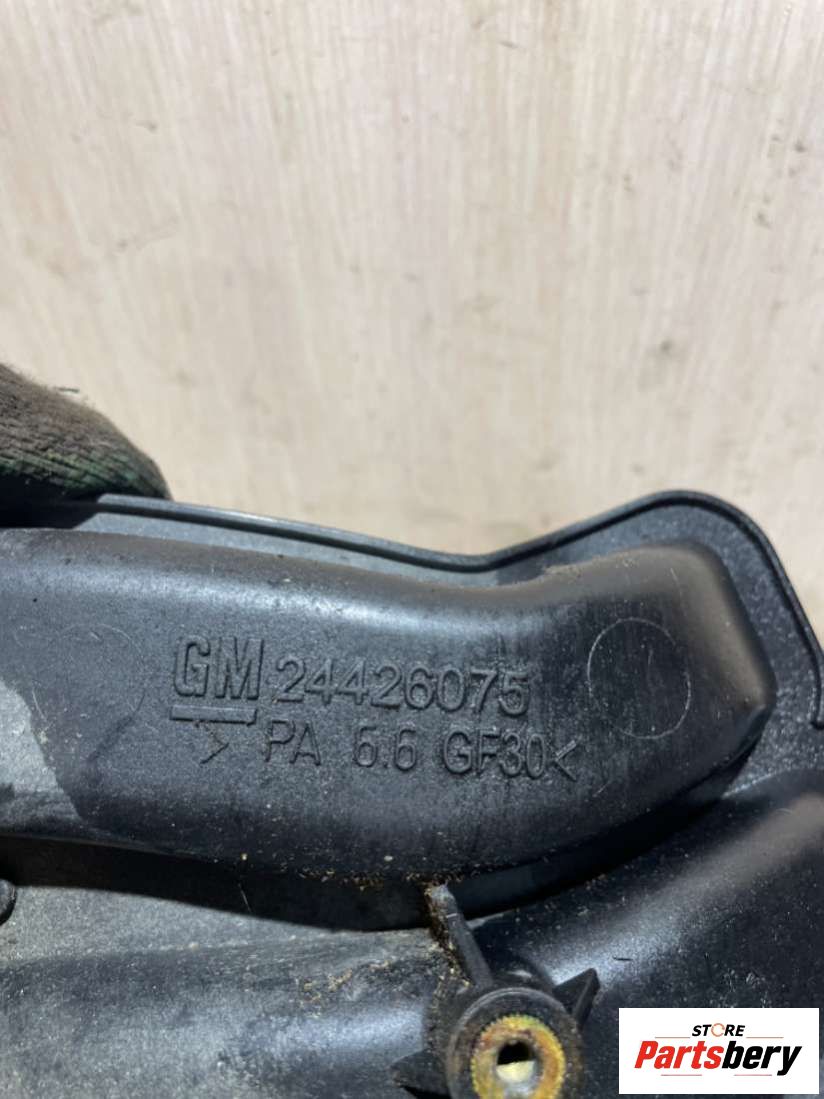 GM 24426075
> PA 6.6 GF30<
STORE
Partsbery